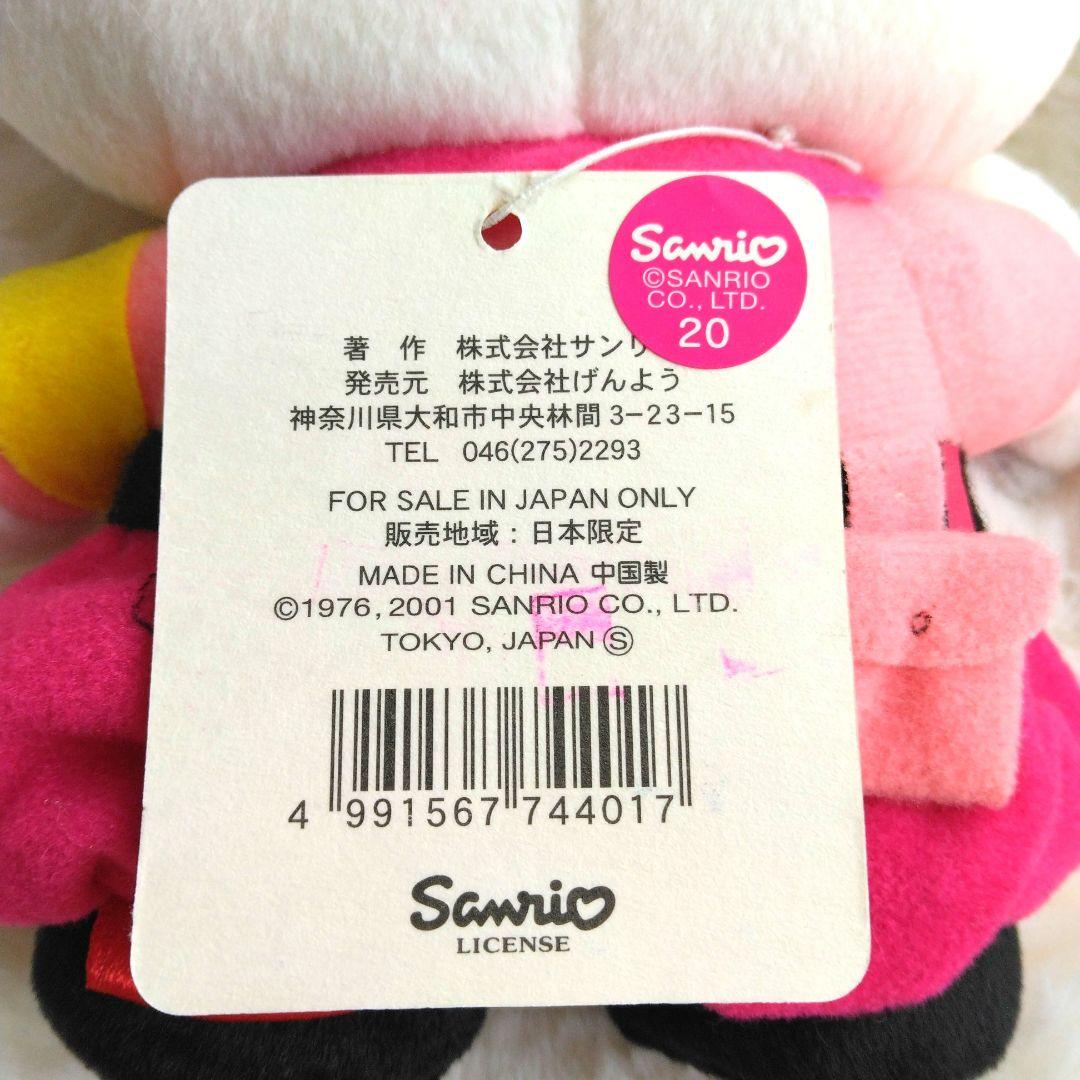 Sanrio
©SANRIO
CO., LTD.
20
著 作 株式会社サンリ
発売元 株式会社げんよう
神奈川県大和市中央林間3-23-15
TEL 046(275)2293
FOR SALE IN JAPAN ONLY
販売地域：日本限定
MADE IN CHINA 中国製
©1976, 2001 SANRIO CO., LTD.
TOKYO, JAPAN Ⓢ
4 991567 744017
Sanrio
LICENSE